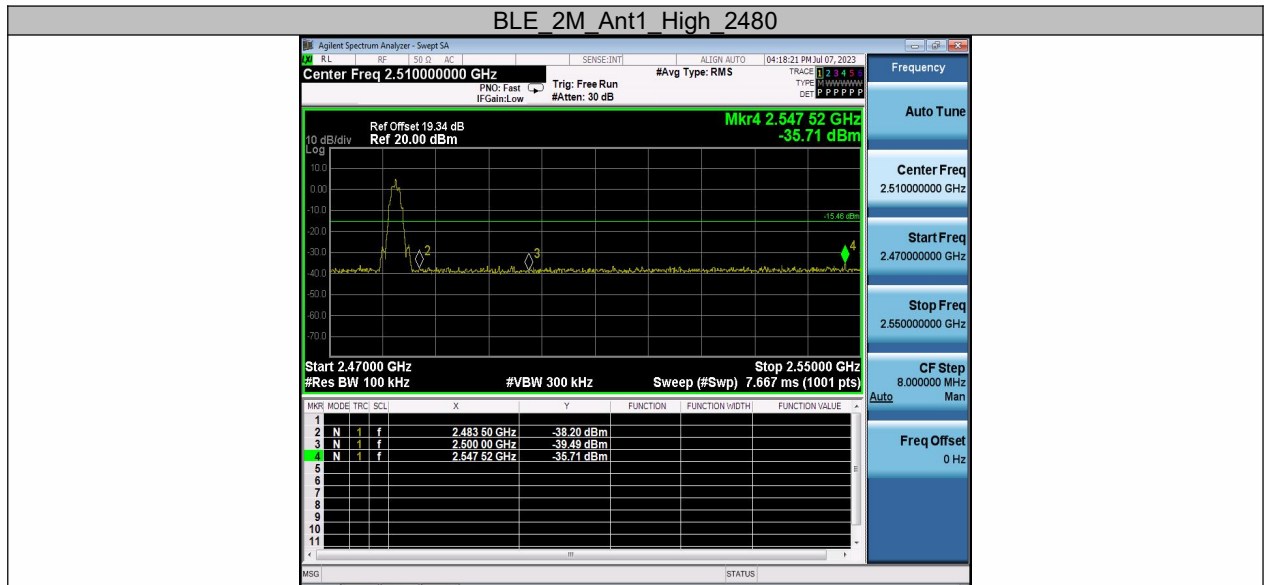 BLE_2M_Ant1_High_2480
Agilent Spectrum Analyzer - Swept SA
RL RF 50 Ω AC SENSE:INT ALIGN AUTO 04:18:21 PM Jul 07, 2023
Center Freq 2.510000000 GHz #Avg Type: RMS TRACE 1 2 3 4 5 6
PNO: Fast Trig: Free Run TYPE M WWWWW
IFGain:Low #Atten: 30 dB DET P P P P P P
Frequency
Auto Tune
Center Freq
2.510000000 GHz
Start Freq
2.470000000 GHz
Stop Freq
2.550000000 GHz
CF Step
8.000000 MHz
Auto Man
Freq Offset
0 Hz
Mkr4 2.547 52 GHz
-35.71 dBm
Ref Offset 19.34 dB
10 dB/div Ref 20.00 dBm
Log
10.0
0.00
-10.0
-15.46 dBm
-20.0
-30.0
2 3 4
-40.0
-50.0
-60.0
-70.0
Start 2.47000 GHz Stop 2.55000 GHz
#Res BW 100 kHz #VBW 300 kHz Sweep (#Swp) 7.667 ms (1001 pts)
MKR MODE TRC SCL X Y FUNCTION FUNCTION WIDTH FUNCTION VALUE
1
2 N 1 f 2.483 50 GHz -38.20 dBm
3 N 1 f 2.500 00 GHz -39.49 dBm
4 N 1 f 2.547 52 GHz -35.71 dBm
5
6
7
8
9
10
11
MSG STATUS